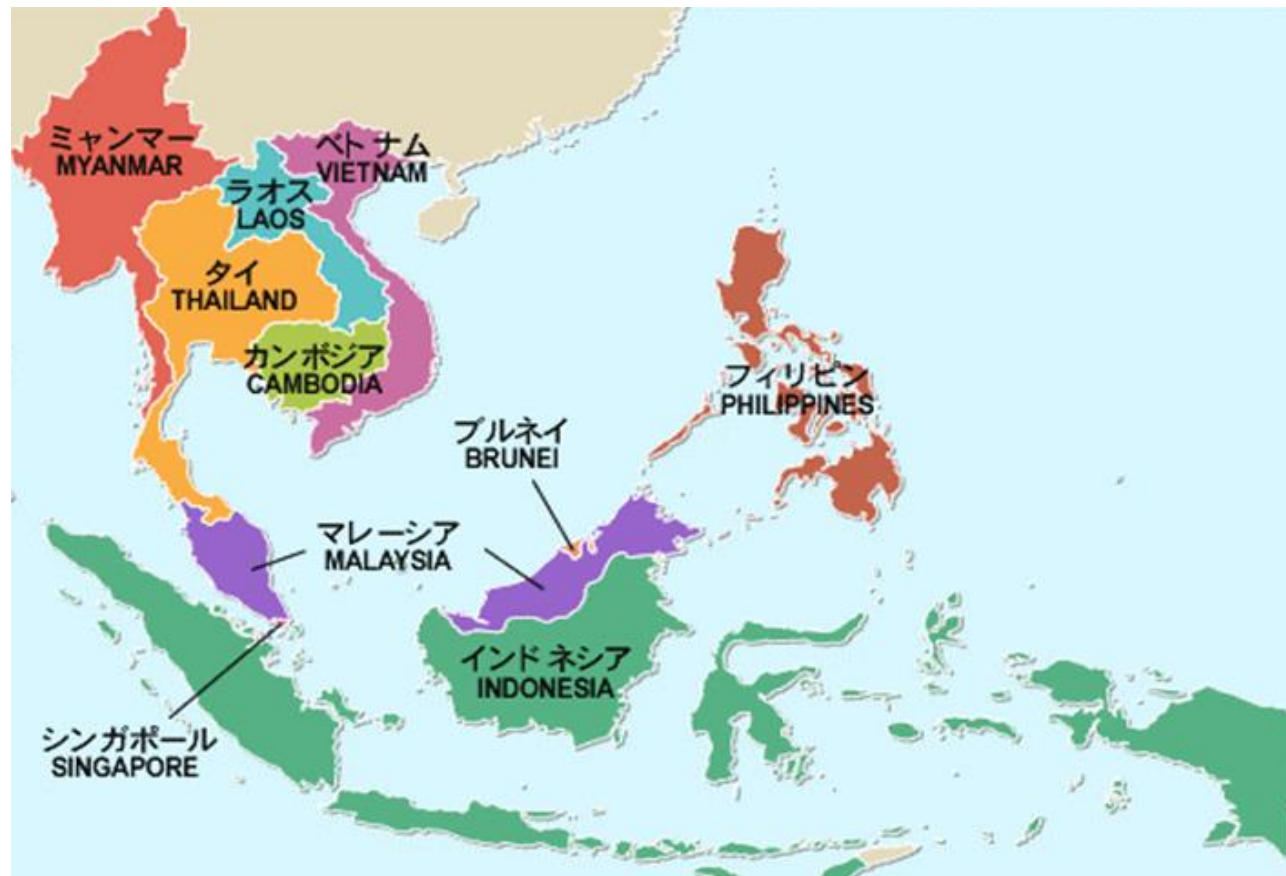 ミャンマー
MYANMAR
ベトナム
VIETNAM
ラオス
LAOS
タイ
THAILAND
カンボジア
CAMBODIA
フィリピン
PHILIPPINES
ブルネイ
BRUNEI
マレーシア
MALAYSIA
インドネシア
INDONESIA
シンガポール
SINGAPORE